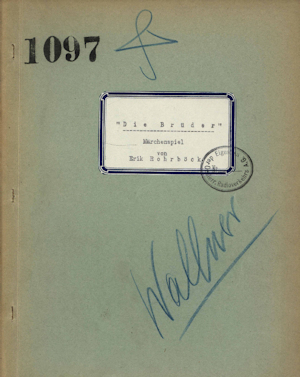 1097
"Die Brüder"
Märchenspiel
von
Erik Rohrböck
Wallner